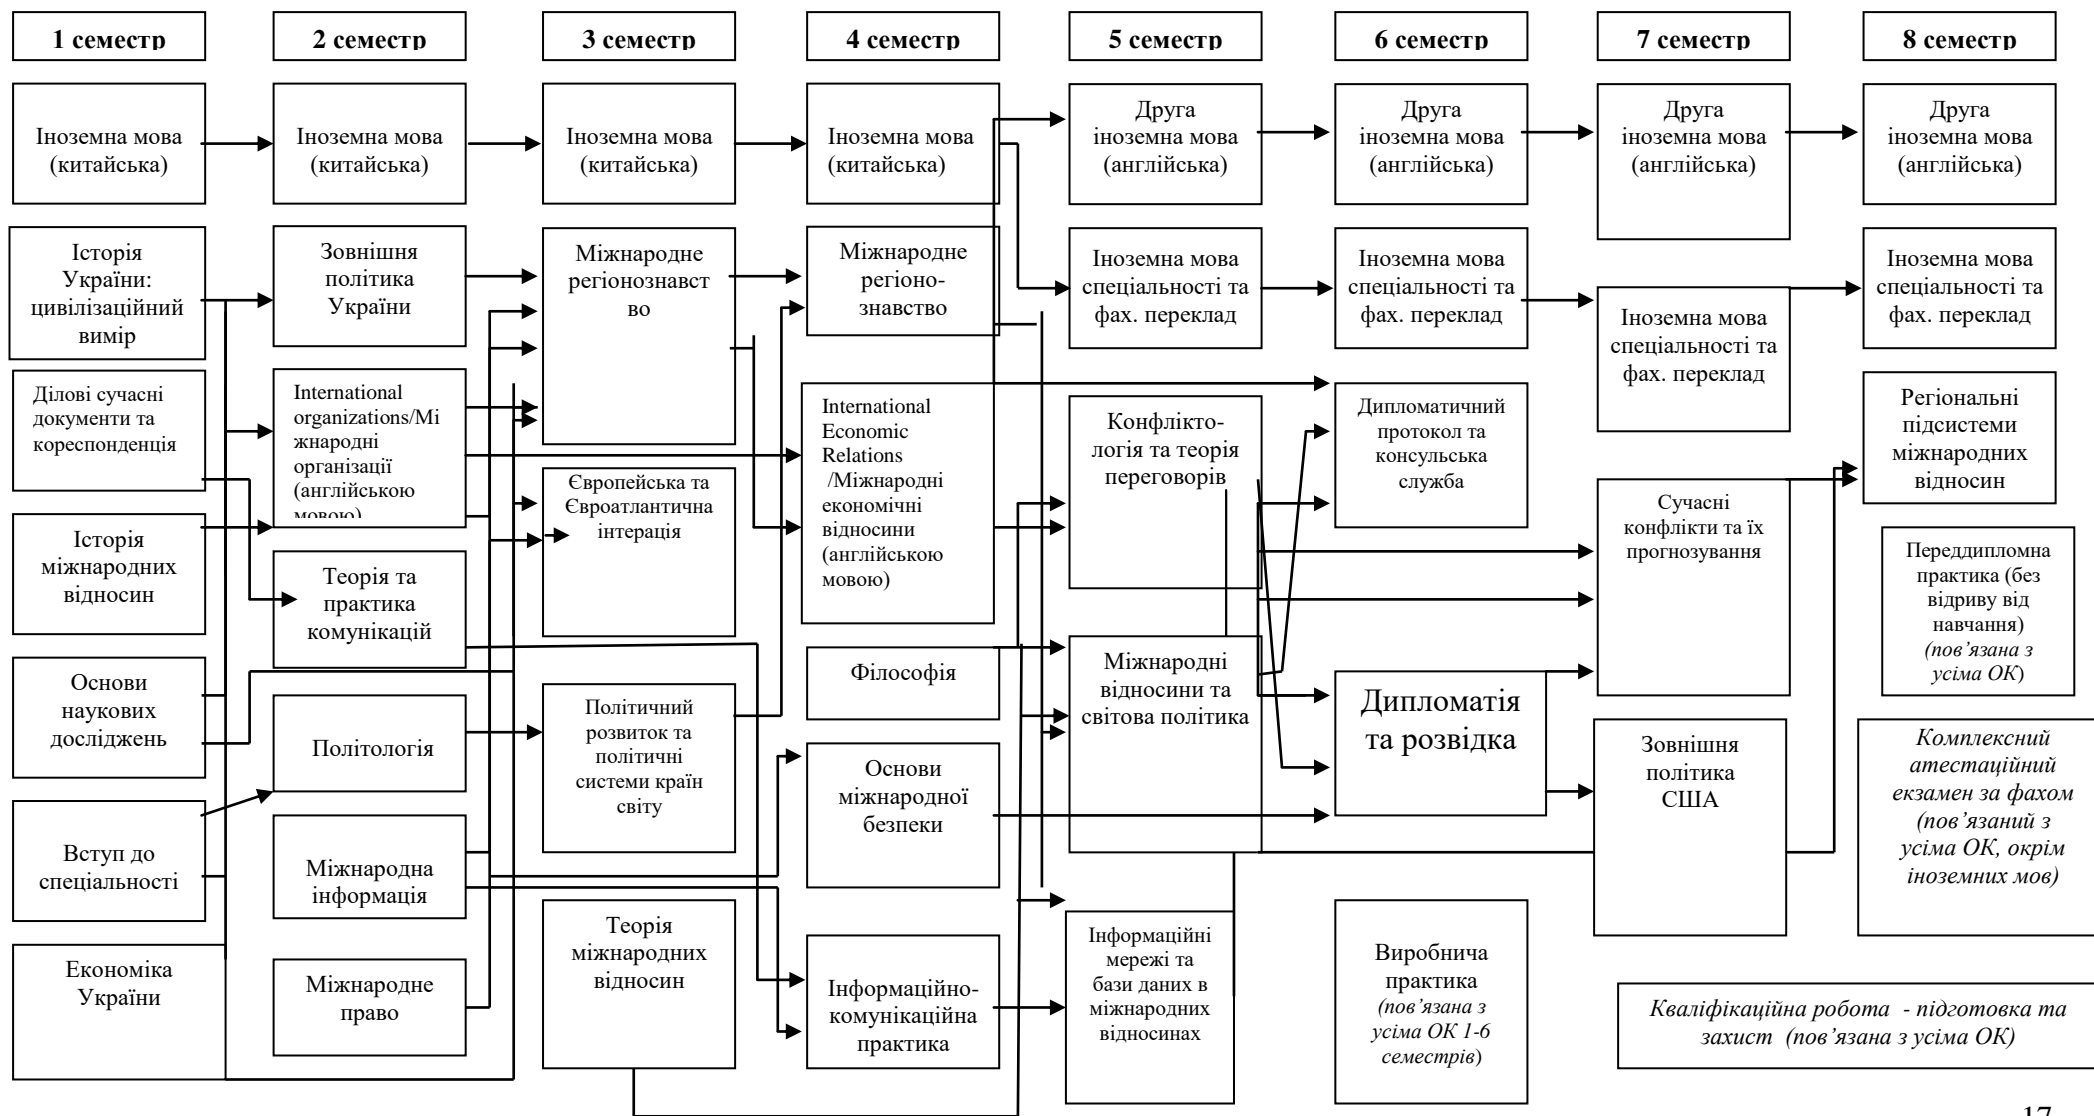 1 семестр
2 семестр
3 семестр
4 семестр
5 семестр
6 семестр
7 семестр
8 семестр
Іноземна мова
(китайська)
Іноземна мова
(китайська)
Іноземна мова
(китайська)
Іноземна мова
(китайська)
Друга
іноземна мова
(англійська)
Друга
іноземна мова
(англійська)
Друга
іноземна мова
(англійська)
Друга
іноземна мова
(англійська)
Історія
України:
цивілізаційний
вимір
Зовнішня
політика
України
Міжнародне
регіонознавст
во
Міжнародне
регіоно-
знавство
Іноземна мова
спеціальності та
фах. переклад
Іноземна мова
спеціальності та
фах. переклад
Іноземна мова
спеціальності та
фах. переклад
Іноземна мова
спеціальності та
фах. переклад
Ділові сучасні
документи та
кореспонденція
International
organizations/Мі
жнародні
організації
(англійською
мовою)
Європейська та
Євроатлантична
інтерація
International
Economic
Relations
/Міжнародні
економічні
відносини
(англійською
мовою)
Конфлікто-
логія та теорія
переговорів
Дипломатичний
протокол та
консульська
служба
Сучасні
конфлікти та їх
прогнозування
Регіональні
підсистеми
міжнародних
відносин
Історія
міжнародних
відносин
Теорія та
практика
комунікацій
Переддипломна
практика (без
відриву від
навчання)
(пов’язана з
усіма ОК)
Основи
наукових
досліджень
Політологія
Політичний
розвиток та
політичні
системи країн
світу
Філософія
Міжнародні
відносини та
світова політика
Дипломатія
та розвідка
Зовнішня
політика
США
Комплексний
атестаційний
екзамен за фахом
(пов’язаний з
усіма ОК, окрім
іноземних мов)
Вступ до
спеціальності
Міжнародна
інформація
Основи
міжнародної
безпеки
Економіка
України
Міжнародне
право
Теорія
міжнародних
відносин
Інформаційно-
комунікаційна
практика
Інформаційні
мережі та
бази даних в
міжнародних
відносинах
Виробнича
практика
(пов’язана з
усіма ОК 1-6
семестрів)
Кваліфікаційна робота - підготовка та
захист (пов’язана з усіма ОК)
17